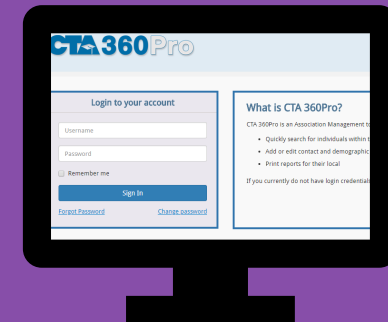 CTA 360Pro
Login to your account
Username
Password
Remember me
Sign In
Forgot Password
Change password
What is CTA 360Pro?
CTA 360Pro is an Association Management
Quickly search for individuals within
Add or edit contact and demographic
Print reports for their local
If you currently do not have login